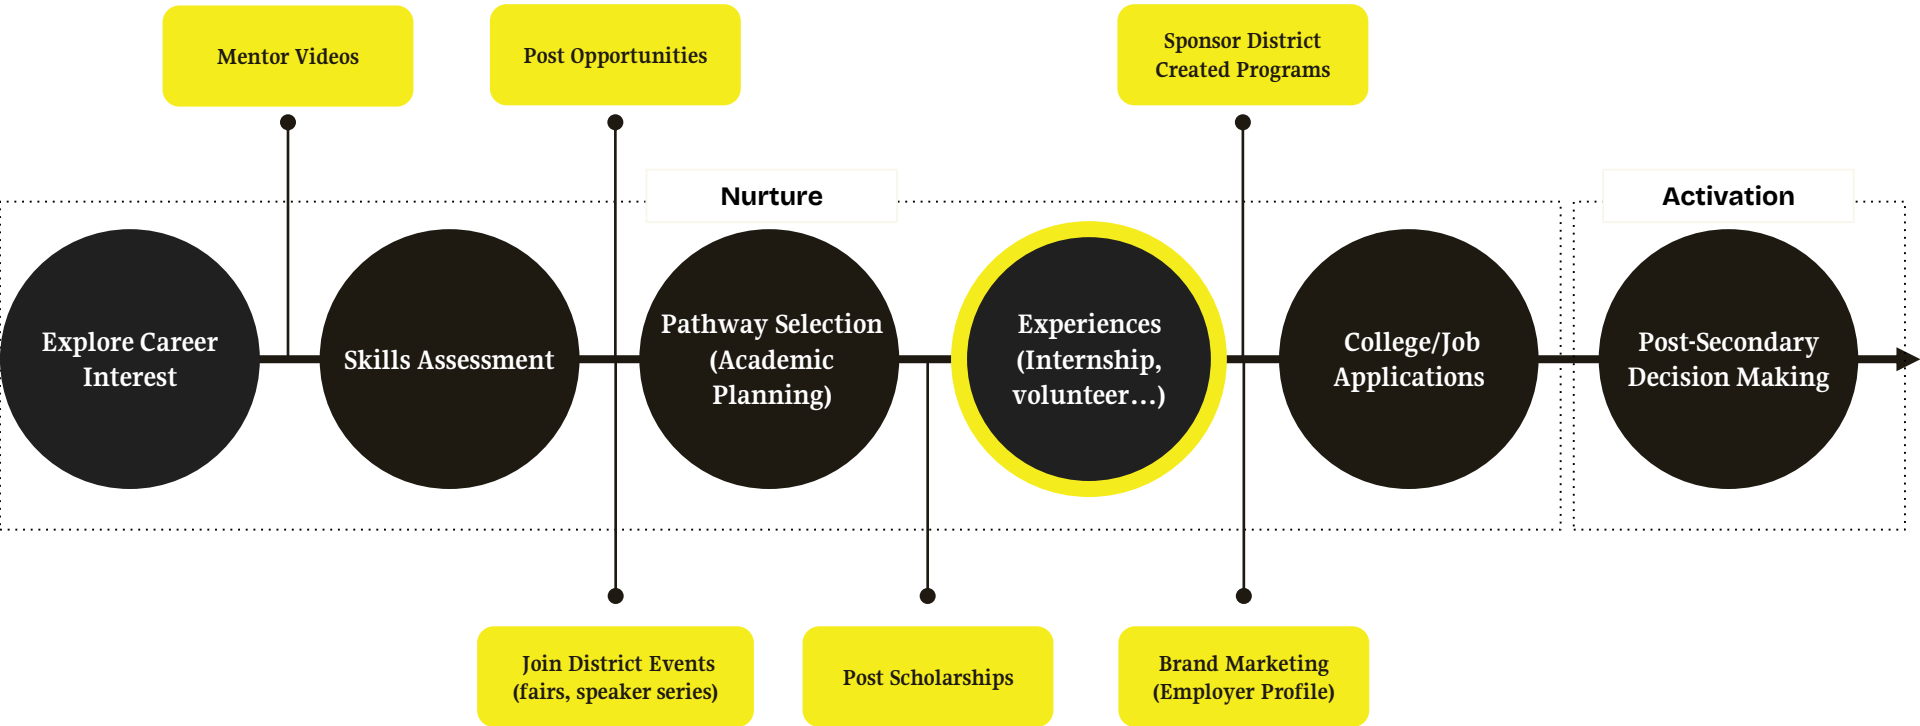 Mentor Videos
Post Opportunities
Sponsor District
Created Programs
Nurture
Activation
Explore Career
Interest
Skills Assessment
Pathway Selection
(Academic
Planning)
Experiences
(Internship,
volunteer...)
College/Job
Applications
Post-Secondary
Decision Making
Join District Events
(fairs, speaker series)
Post Scholarships
Brand Marketing
(Employer Profile)